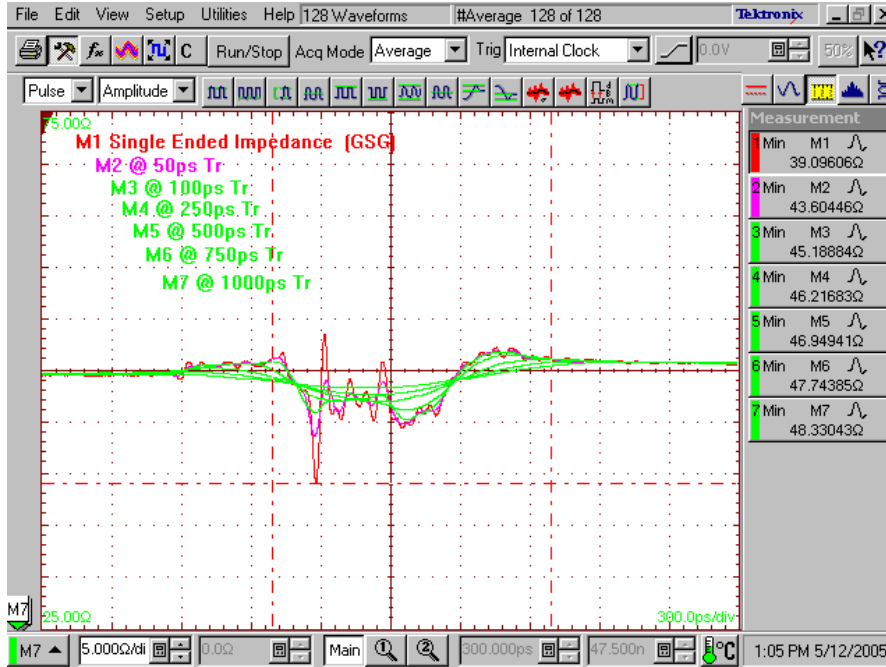 File Edit View Setup Utilities Help 128 Waveforms #Average 128 of 128 Tektronix
C Run/Stop Acq Mode Average Trig Internal Clock 0.0V 50%
Pulse Amplitude
Measurement
75.00Ω
M1 Single Ended Impedance (GSG)
M2 @ 50ps Tr
M3 @ 100ps Tr
M4 @ 250ps Tr
M5 @ 500ps Tr
M6 @ 750ps Tr
M7 @ 1000ps Tr
1 Min M1
39.09606Ω
2 Min M2
43.60446Ω
3 Min M3
45.18884Ω
4 Min M4
46.21683Ω
5 Min M5
46.94941Ω
6 Min M6
47.74385Ω
7 Min M7
48.33043Ω
M7
25.00Ω
300.0ps/div
M7 5.000Ω/di 0.0Ω Main 1 2 300.000ps 47.500n °C 1:05 PM 5/12/2005